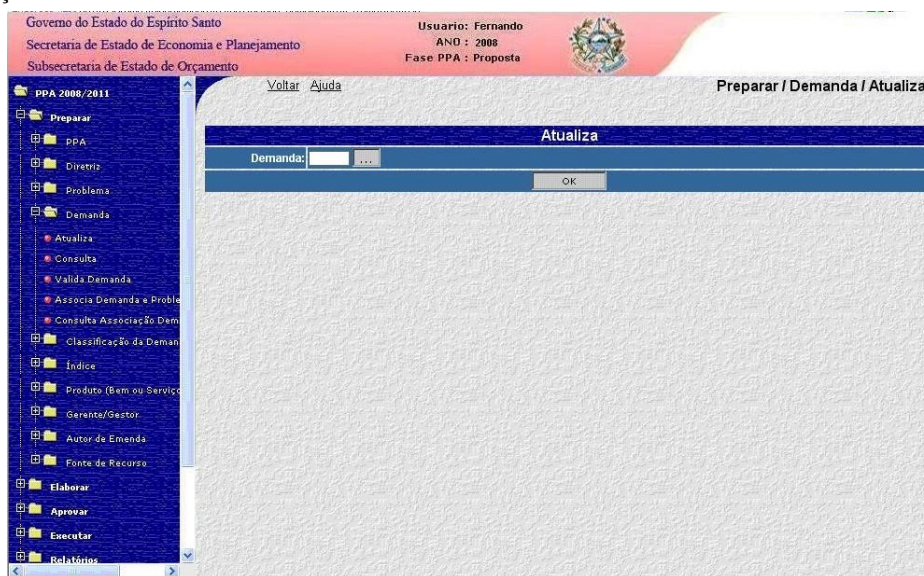 Governo do Estado do Espírito Santo
Secretaria de Estado de Economia e Planejamento
Subsecretaria de Estado de Orçamento
Usuario: Fernando
ANO : 2008
Fase PPA : Proposta
Voltar Ajuda
Preparar / Demanda / Atualiza
PPA 2008/2011
Preparar
PPA
Diretriz
Problema
Demanda
Atualiza
Consulta
Valida Demanda
Associa Demanda e Proble
Consulta Associação Dem
Classificação da Deman
Índice
Produto (Bem ou Serviço
Gerente/Gestor
Autor de Emenda
Fonte de Recurso
Elaborar
Aprovar
Executar
Relatórios
Atualiza
Demanda:
...
OK